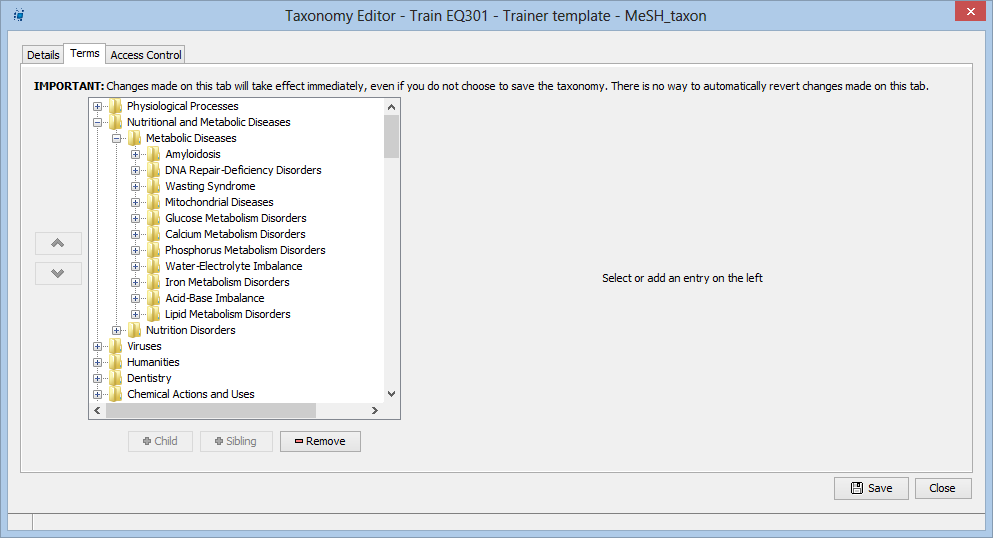 Taxonomy Editor - Train EQ301 - Trainer template - MeSH_taxon
Details Terms Access Control
IMPORTANT: Changes made on this tab will take effect immediately, even if you do not choose to save the taxonomy. There is no way to automatically revert changes made on this tab.
Physiological Processes
Nutritional and Metabolic Diseases
Metabolic Diseases
Amyloidosis
DNA Repair-Deficiency Disorders
Wasting Syndrome
Mitochondrial Diseases
Glucose Metabolism Disorders
Calcium Metabolism Disorders
Phosphorus Metabolism Disorders
Water-Electrolyte Imbalance
Iron Metabolism Disorders
Acid-Base Imbalance
Lipid Metabolism Disorders
Nutrition Disorders
Viruses
Humanities
Dentistry
Chemical Actions and Uses
Select or add an entry on the left
Child Sibling Remove
Save Close